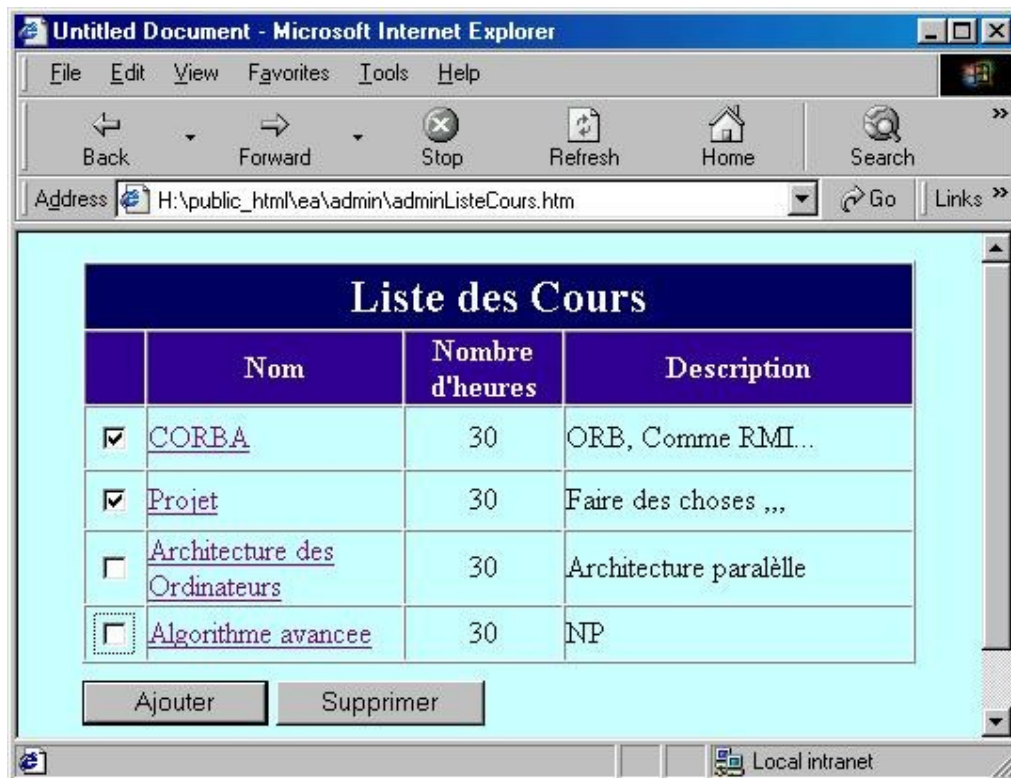 Untitled Document - Microsoft Internet Explorer
File Edit View Favorites Tools Help
Back Forward Stop Refresh Home Search »
Address H:\public_html\ea\admin\adminListeCours.htm Go Links »
Liste des Cours
Nom Nombre d'heures Description
CORBA 30 ORB, Comme RMI...
Projet 30 Faire des choses ,,,
Architecture des
Ordinateurs 30 Architecture paralèlle
Algorithme avancee 30 NP
Ajouter Supprimer
Local intranet